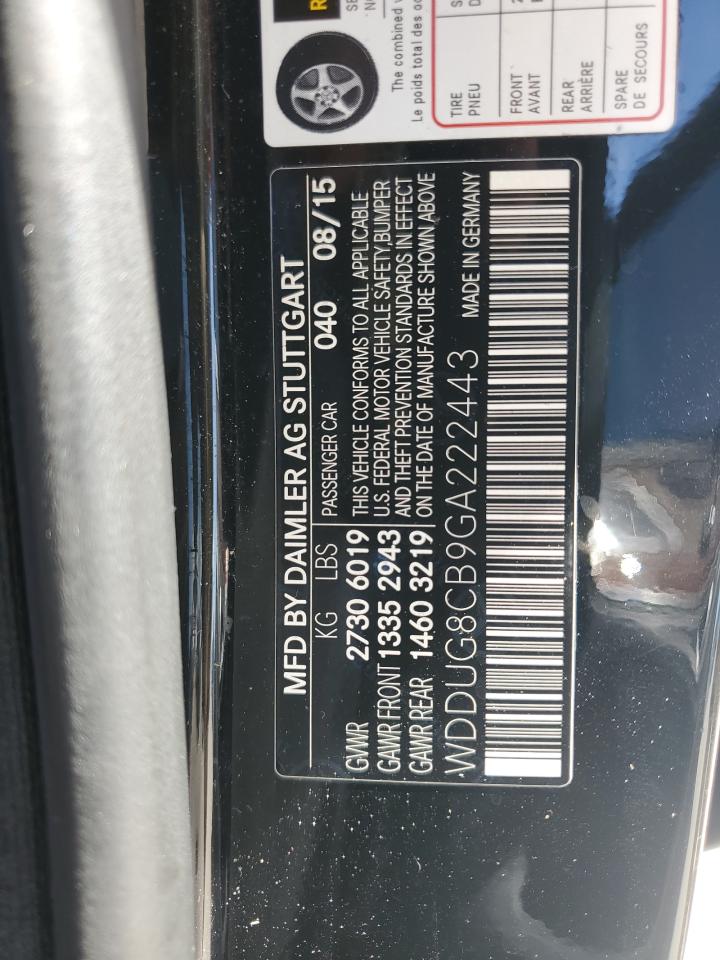 MFD BY DAIMLER AG STUTTGART
KG LBS PASSENGER CAR 040 08/15
GVWR 2730 6019 THIS VEHICLE CONFORMS TO ALL APPLICABLE
GAWR FRONT 1335 2943 U.S. FEDERAL MOTOR VEHICLE SAFETY,BUMPER
GAWR REAR 1460 3219 AND THEFT PREVENTION STANDARDS IN EFFECT
ON THE DATE OF MANUFACTURE SHOWN ABOVE
WDDUG8CB9GA222443 MADE IN GERMANY
The combined
Le poids total des
TIRE
PNEU
FRONT
AVANT
REAR
ARRIÈRE
SPARE
DE SECOURS